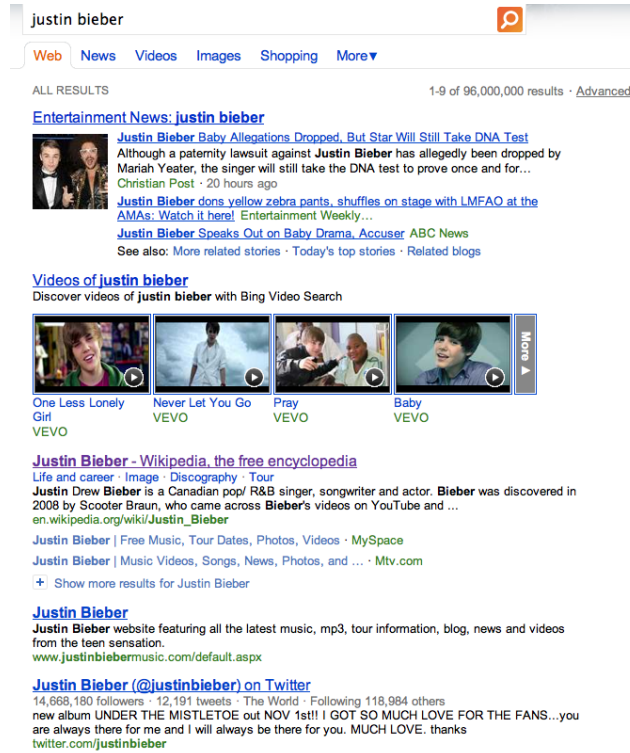 justin bieber
Web News Videos Images Shopping More▾
ALL RESULTS 1-9 of 96,000,000 results · Advanced
Entertainment News: justin bieber
Justin Bieber Baby Allegations Dropped, But Star Will Still Take DNA Test
Although a paternity lawsuit against Justin Bieber has allegedly been dropped by
Mariah Yeater, the singer will still take the DNA test to prove once and for…
Christian Post · 20 hours ago
Justin Bieber dons yellow zebra pants, shuffles on stage with LMFAO at the
AMAs: Watch it here! Entertainment Weekly…
Justin Bieber Speaks Out on Baby Drama, Accuser ABC News
See also: More related stories · Today's top stories · Related blogs
Videos of justin bieber
Discover videos of justin bieber with Bing Video Search
More ▲
One Less Lonely Never Let You Go Pray Baby
Girl VEVO VEVO VEVO
VEVO
Justin Bieber - Wikipedia, the free encyclopedia
Life and career · Image · Discography · Tour
Justin Drew Bieber is a Canadian pop/ R&B singer, songwriter and actor. Bieber was discovered in
2008 by Scooter Braun, who came across Bieber's videos on YouTube and ...
en.wikipedia.org/wiki/Justin_Bieber
Justin Bieber | Free Music, Tour Dates, Photos, Videos · MySpace
Justin Bieber | Music Videos, Songs, News, Photos, and ... · Mtv.com
+ Show more results for Justin Bieber
Justin Bieber
Justin Bieber website featuring all the latest music, mp3, tour information, blog, news and videos
from the teen sensation.
www.justinbiebermusic.com/default.aspx
Justin Bieber (@justinbieber) on Twitter
14,668,180 followers · 12,191 tweets · The World · Following 118,984 others
new album UNDER THE MISTLETOE out NOV 1st!! I GOT SO MUCH LOVE FOR THE FANS...you
are always there for me and I will always be there for you. MUCH LOVE. thanks
twitter.com/justinbieber